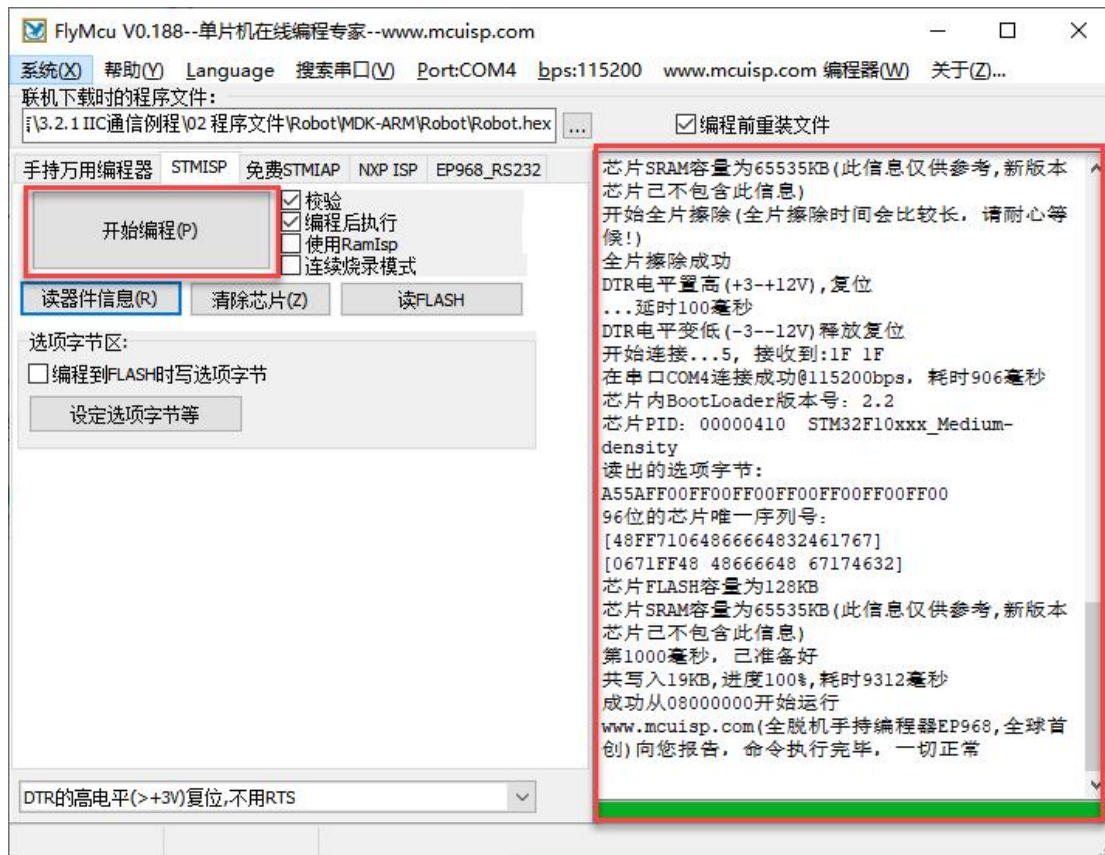 FlyMcu V0.188--单片机在线编程专家--www.mcuisp.com
系统(X) 帮助(Y) Language 搜索串口(V) Port:COM4 bps:115200 www.mcuisp.com 编程器(W) 关于(Z)...
联机下载时的程序文件:
\3.2.1 IIC通信例程\02 程序文件\Robot\MDK-ARM\Robot\Robot.hex ... 编程前重装文件
手持万用编程器 STMISP 免费STMIAP NXP ISP EP968_RS232
开始编程(P)
校验
编程后执行
使用RamIsp
连续烧录模式
读器件信息(R) 清除芯片(Z) 读FLASH
选项字节区:
编程到FLASH时写选项字节
设定选项字节等
DTR的高电平(>+3V)复位,不用RTS
芯片SRAM容量为65535KB(此信息仅供参考,新版本
芯片已不包含此信息)
开始全片擦除(全片擦除时间会比较长,请耐心等
候!)
全片擦除成功
DTR电平置高(+3-+12V),复位
...延时100毫秒
DTR电平变低(-3--12V)释放复位
开始连接...5, 接收到:1F 1F
在串口COM4连接成功@115200bps, 耗时906毫秒
芯片内BootLoader版本号: 2.2
芯片PID: 00000410 STM32F10xxx_Medium-
density
读出的选项字节:
A55AFF00FF00FF00FF00FF00FF00FF00
96位的芯片唯一序列号:
[48FF71064866664832461767]
[0671FF48 48666648 67174632]
芯片FLASH容量为128KB
芯片SRAM容量为65535KB(此信息仅供参考,新版本
芯片已不包含此信息)
第1000毫秒, 已准备好
共写入19KB,进度100%,耗时9312毫秒
成功从08000000开始运行
www.mcuisp.com(全脱机手持编程器EP968,全球首
创)向您报告, 命令执行完毕, 一切正常